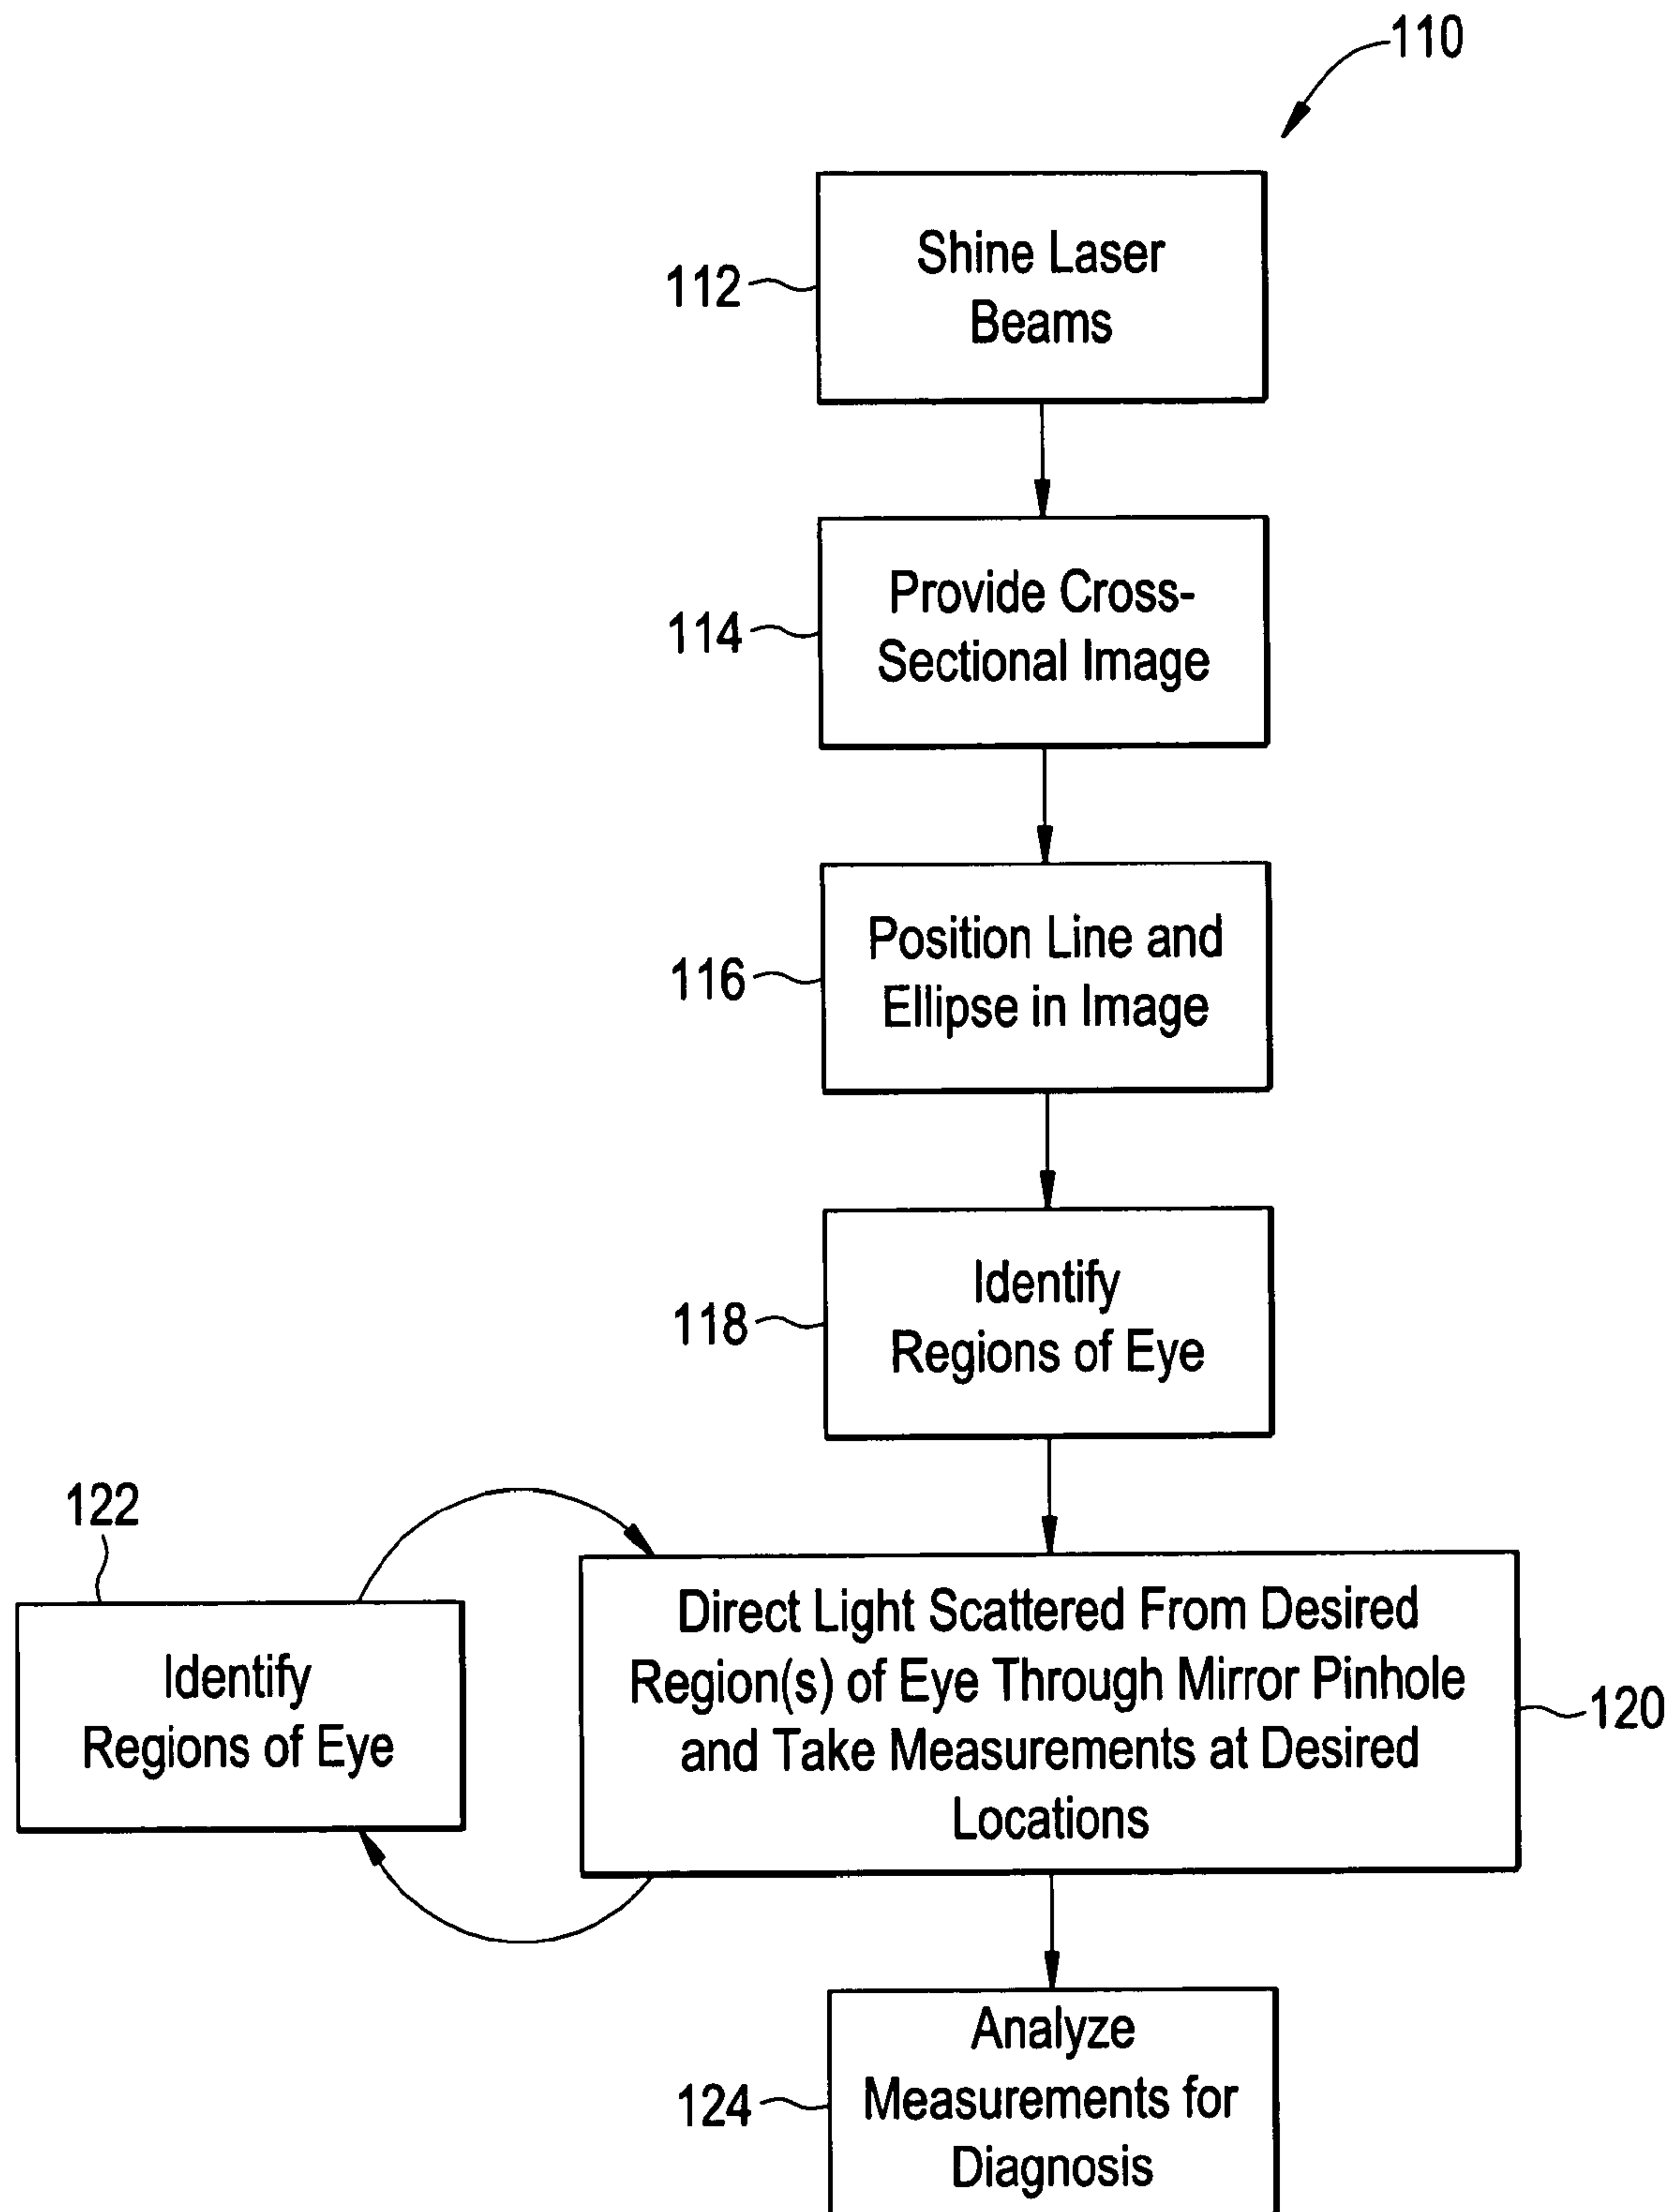 110
112
Shine Laser
Beams
114
Provide Cross-
Sectional Image
116
Position Line and
Ellipse in Image
118
Identify
Regions of Eye
122
Identify
Regions of Eye
Direct Light Scattered From Desired
Region(s) of Eye Through Mirror Pinhole
and Take Measurements at Desired
Locations
120
124
Analyze
Measurements for
Diagnosis